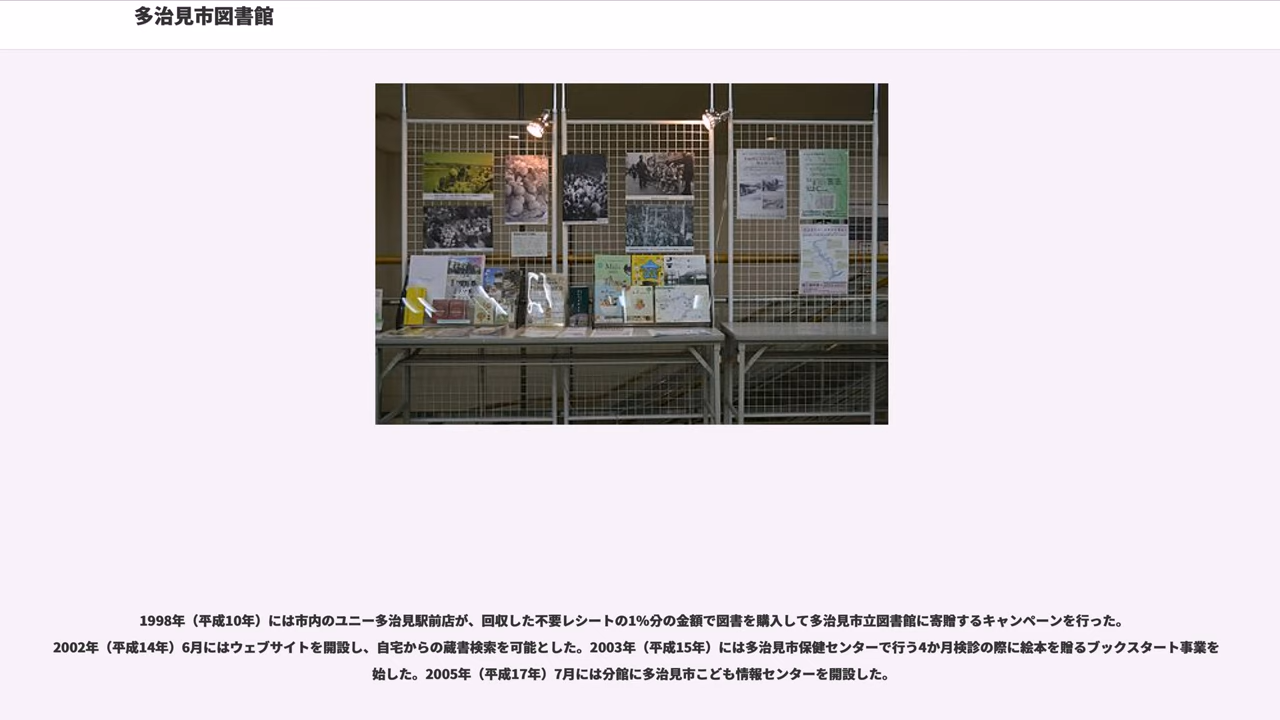 多治見市図書館
1998年（平成10年）には市内のユニー多治見駅前店が、回収した不要レシートの1%分の金額で図書を購入して多治見市立図書館に寄贈するキャンペーンを行った。
2002年（平成14年）6月にはウェブサイトを開設し、自宅からの蔵書検索を可能とした。2003年（平成15年）には多治見市保健センターで行う4か月検診の際に絵本を贈るブックスタート事業を
始した。2005年（平成17年）7月には分館に多治見市こども情報センターを開設した。